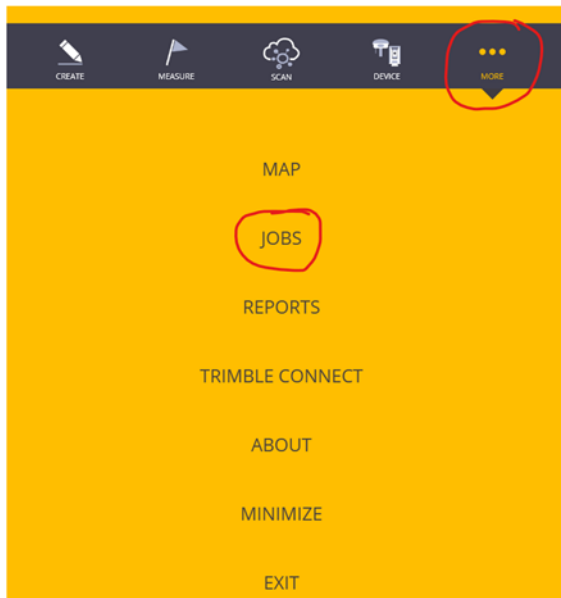 CREATE MEASURE SCAN DEVICE MORE
MAP
JOBS
REPORTS
TRIMBLE CONNECT
ABOUT
MINIMIZE
EXIT